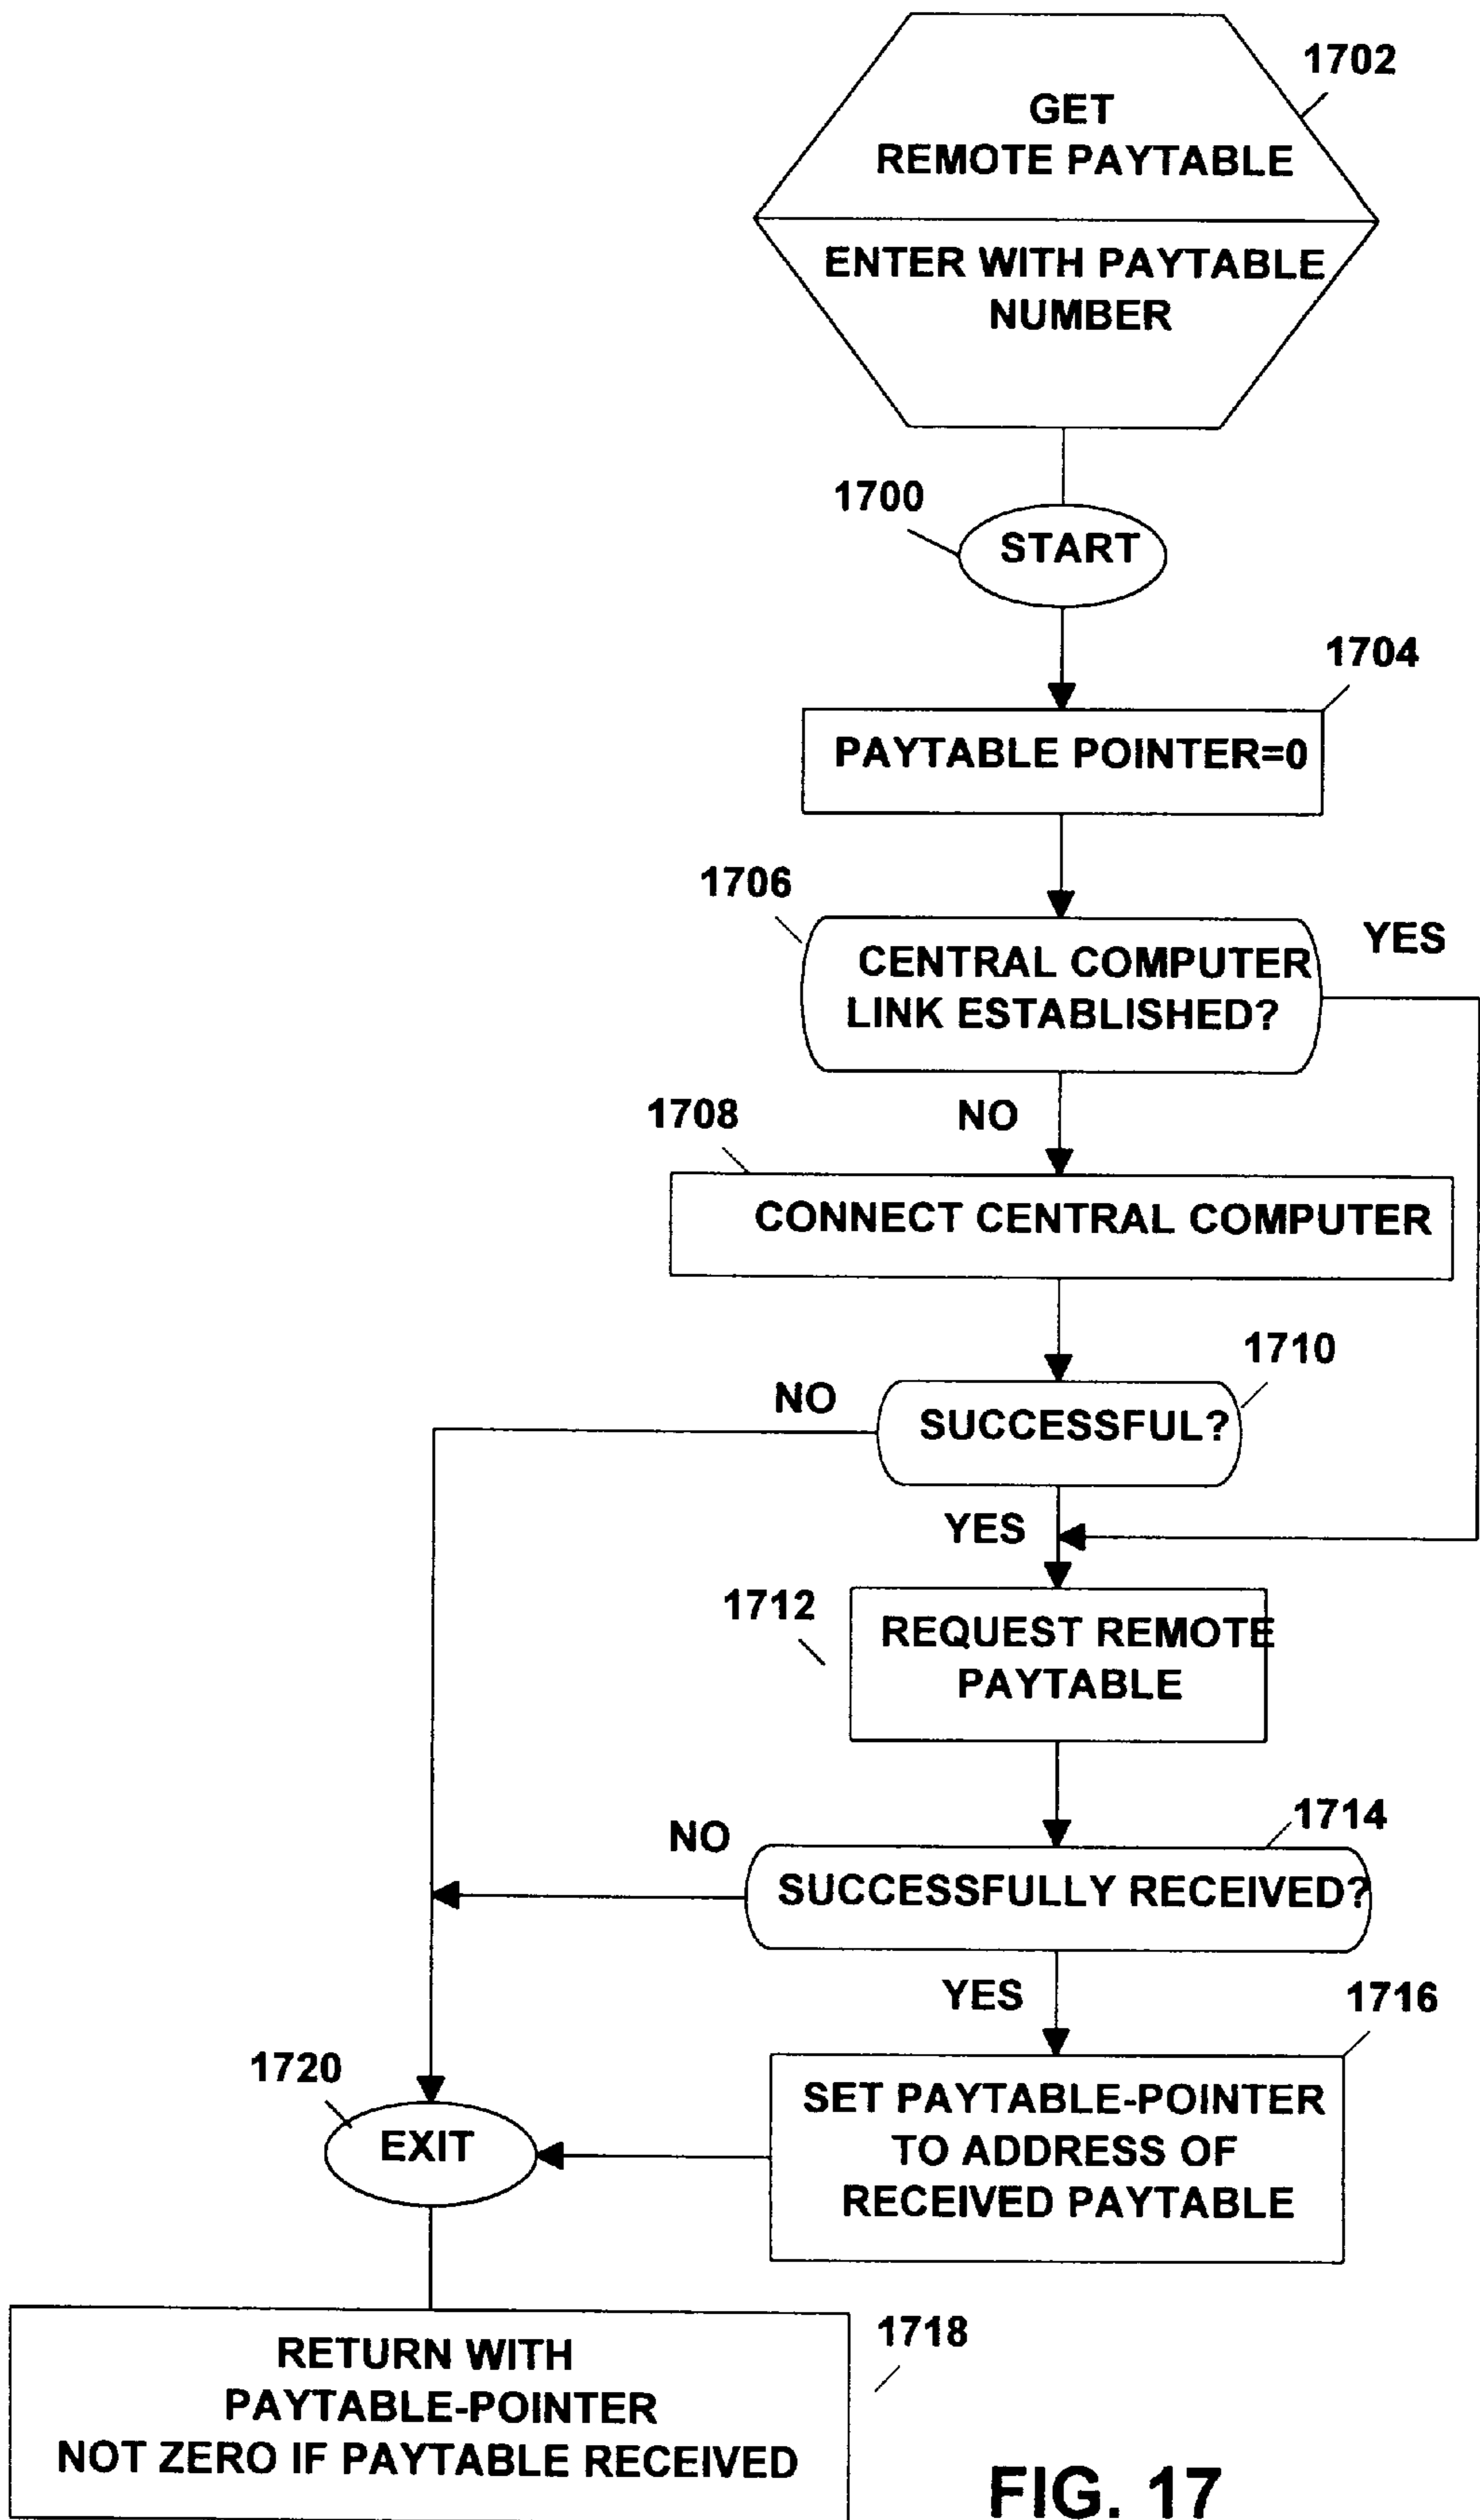 1702
GET
REMOTE PAYTABLE
ENTER WITH PAYTABLE
NUMBER
1700
START
1704
PAYTABLE POINTER=0
1706
CENTRAL COMPUTER
LINK ESTABLISHED?
YES
NO
1708
CONNECT CENTRAL COMPUTER
1710
NO
SUCCESSFUL?
YES
1712
REQUEST REMOTE
PAYTABLE
1714
NO
SUCCESSFULLY RECEIVED?
YES
1716
SET PAYTABLE-POINTER
TO ADDRESS OF
RECEIVED PAYTABLE
1720
EXIT
1718
RETURN WITH
PAYTABLE-POINTER
NOT ZERO IF PAYTABLE RECEIVED
FIG. 17